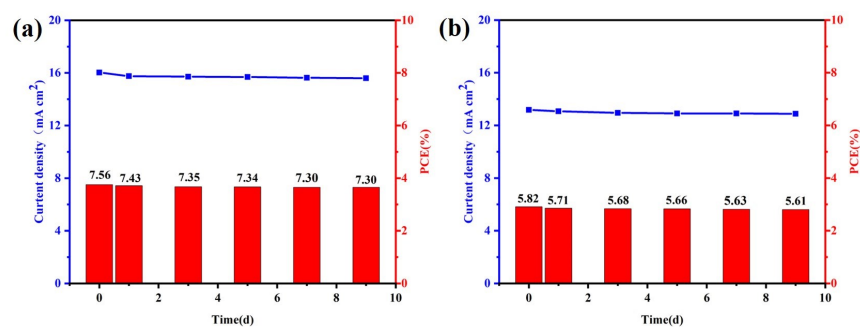 (a)
20
16
12
8
4
0
Curtent density（mA cm²)
10
8
6
4
2
0
PCE(%)
7.56 7.43 7.35 7.34 7.30 7.30
0 2 4 6 8 10
Time(d)
(b)
20
16
12
8
4
0
Curtent density（mA cm²)
10
8
6
4
2
0
PCE(%)
5.82 5.71 5.68 5.66 5.63 5.61
0 2 4 6 8 10
Time(d)